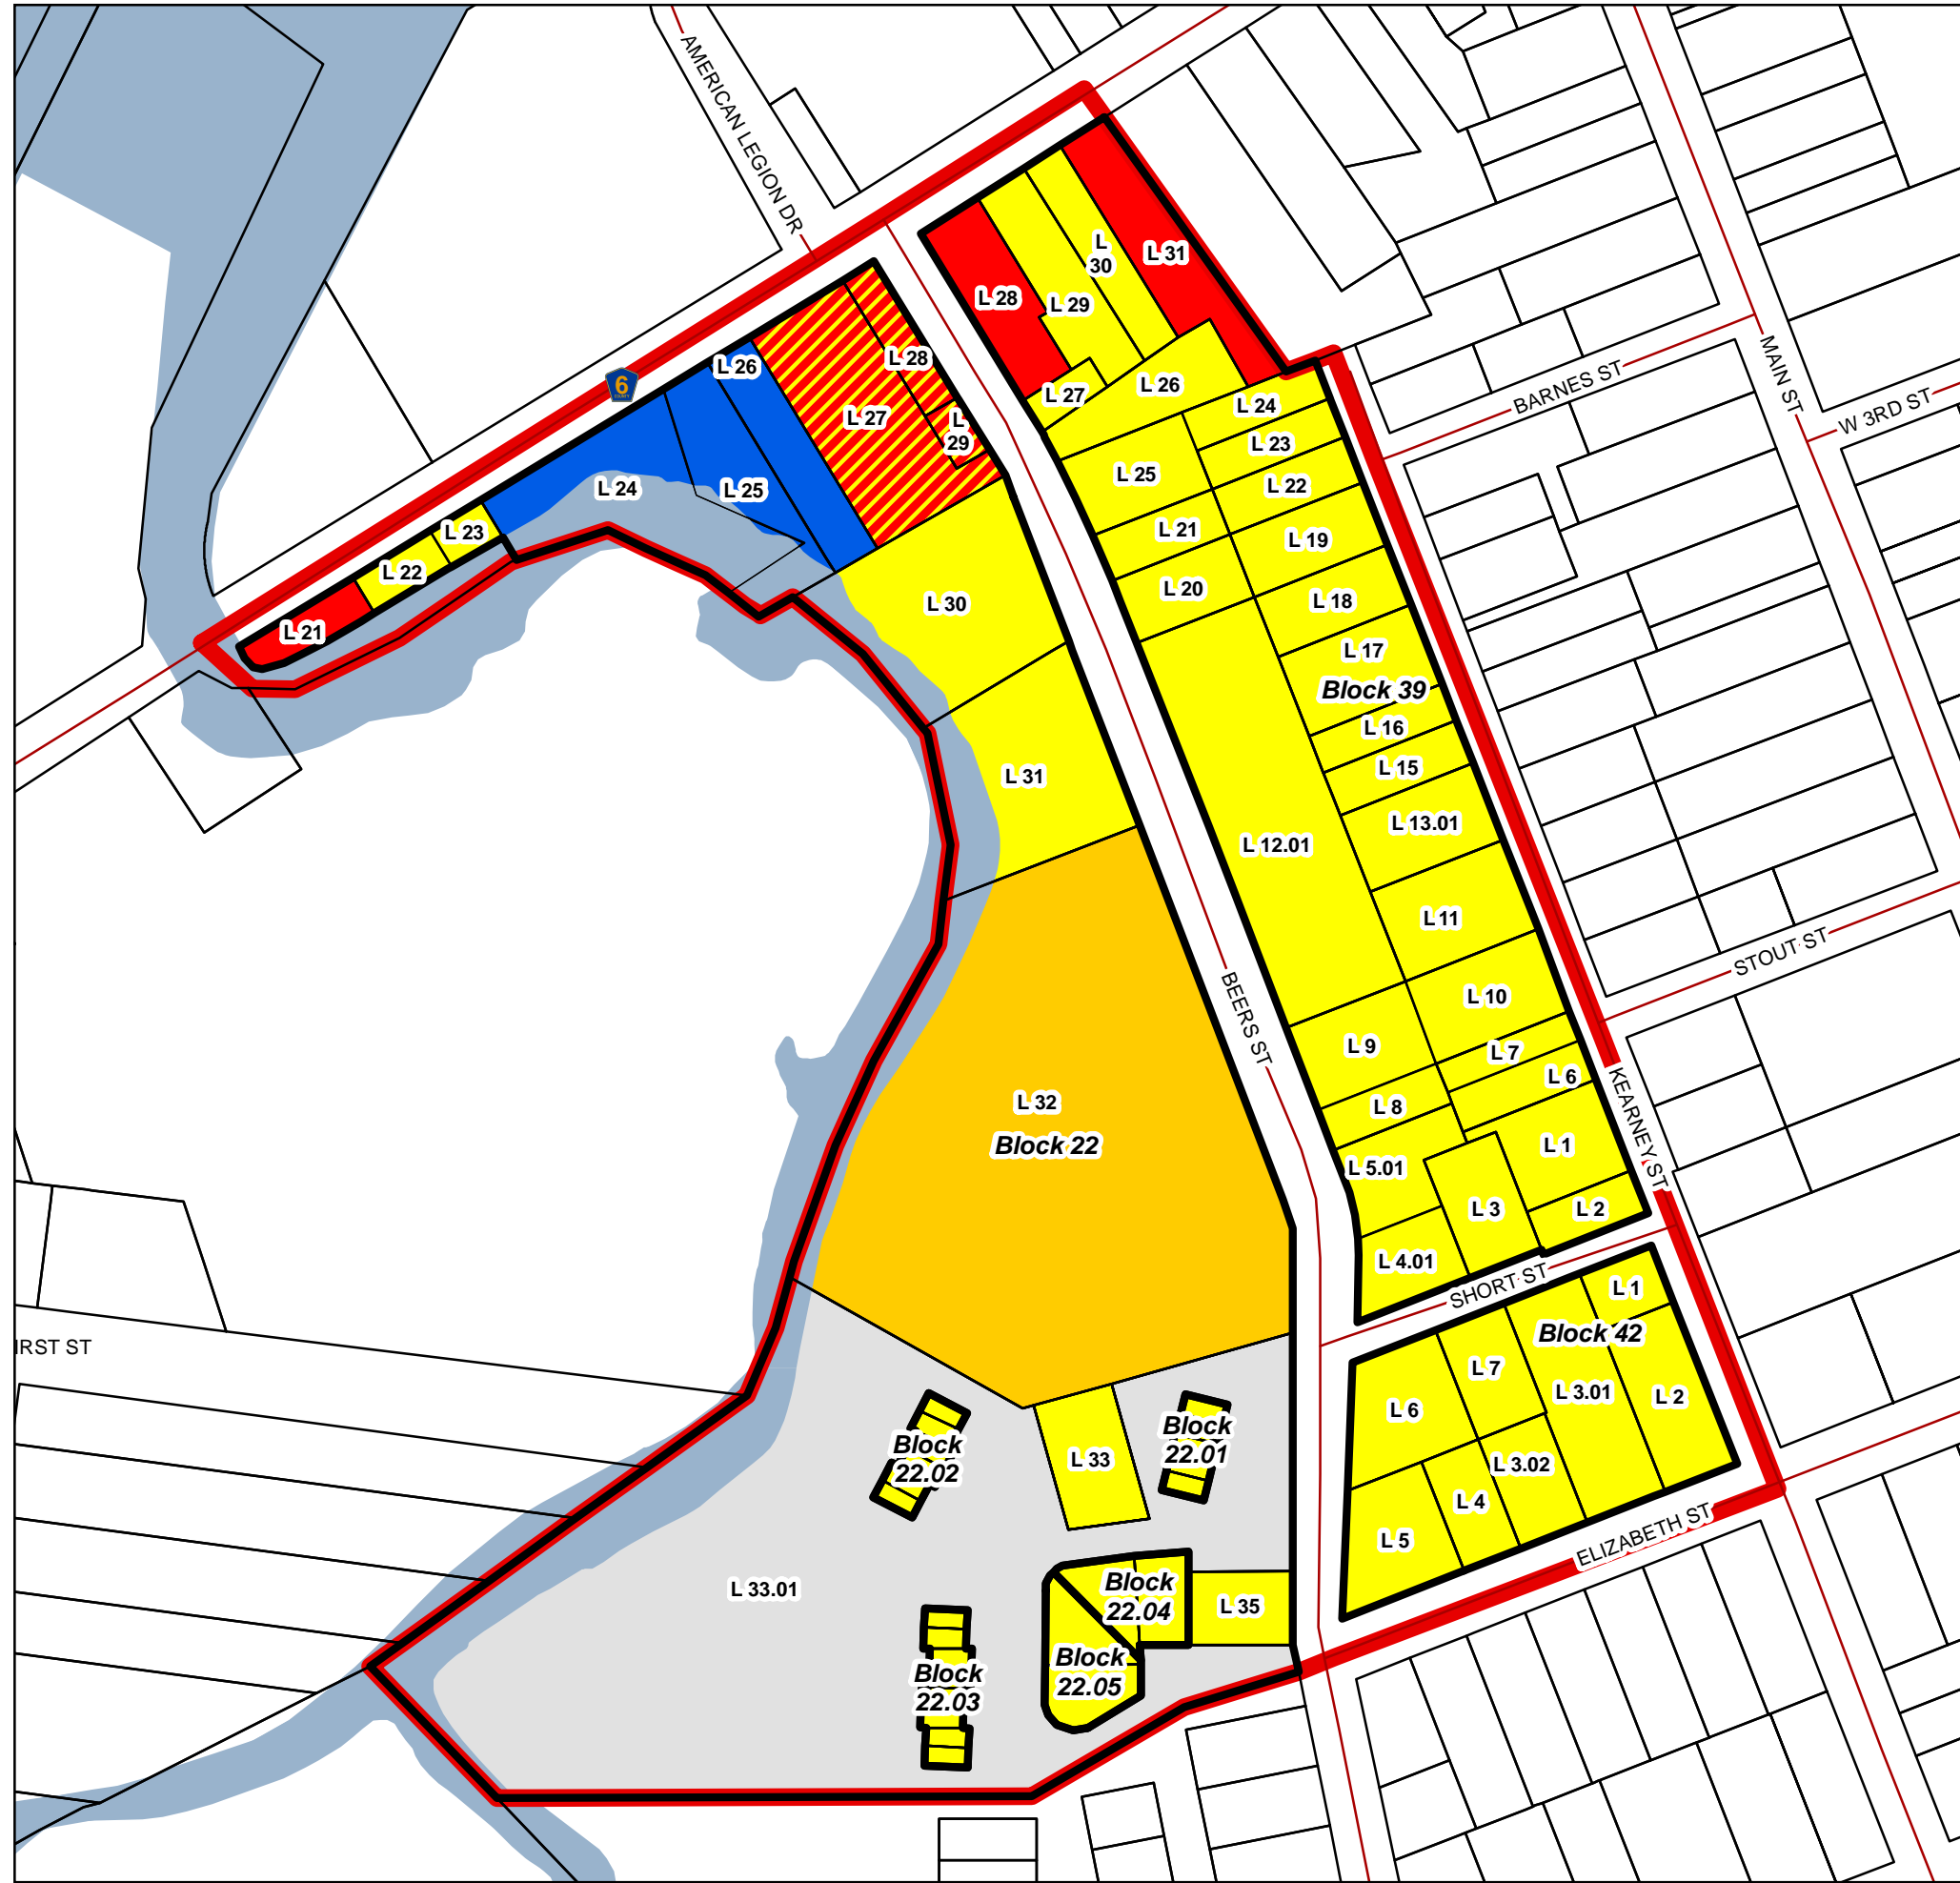 AMERICAN LEGION DR
L 31
L
30
L 28
L 29
L 28
L 26
6
L 26
L 27
L 27
L 24
L
29
L 23
L 25
L 22
L 24
L 25
L 23
L 21
L 19
L 22
L 20
L 18
L 30
L 21
L 17
Block 39
L 16
L 15
L 31
L 13.01
L 12.01
L 11
BARNES ST
MAIN ST
W 3RD ST
STOUT ST
BEERS ST
L 10
L 9
L 7
L 6
L 8
KEARNEY ST
L 32
Block 22
L 1
L 5.01
L 3
L 2
L 4.01
SHORT ST
L 1
Block 42
IRST ST
L 7
L 3.01
L 2
L 6
Block
22.01
Block
22.02
L 33
L 3.02
L 4
L 5
ELIZABETH ST
L 33.01
Block
22.04
L 35
Block
22.05
Block
22.03